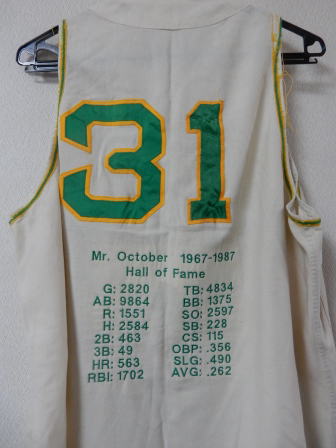 31
Mr. October 1967-1987
Hall of Fame
G: 2820 TB: 4834
AB: 9864 BB: 1375
R: 1551 SO: 2597
H: 2584 SB: 228
2B: 463 CS: 115
3B: 49 OBP: .356
HR: 563 SLG: .490
RBI: 1702 AVG: .262